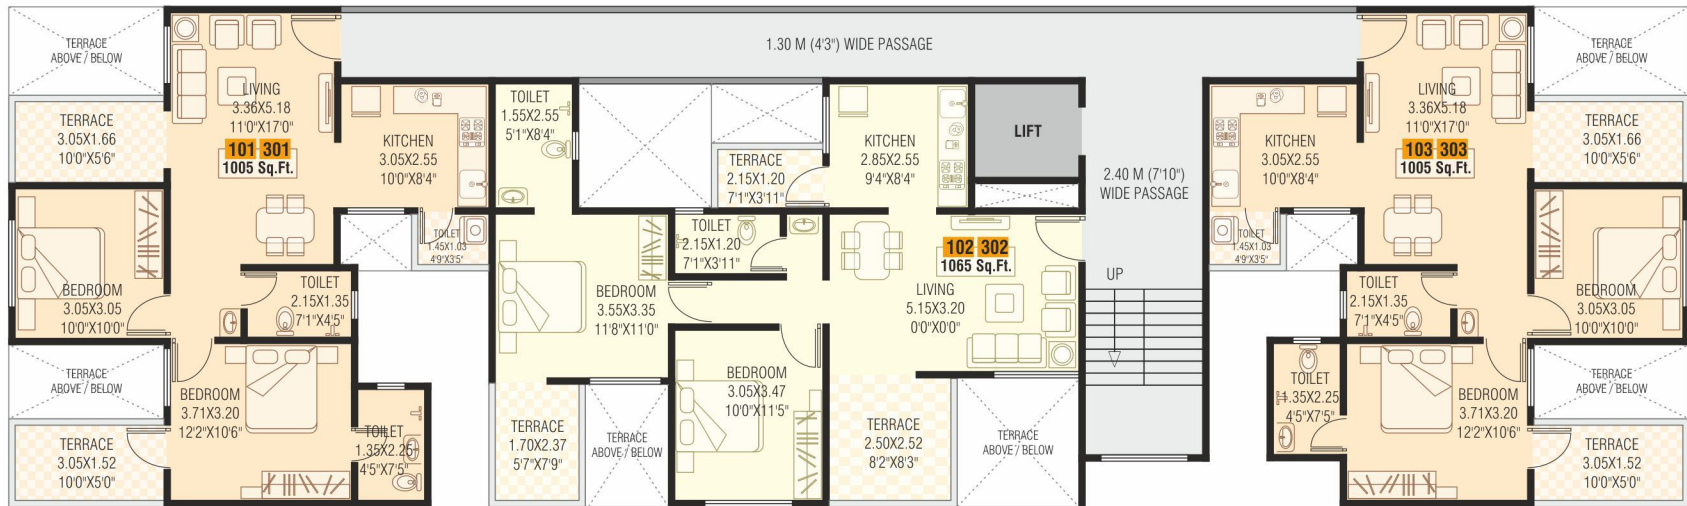 1.30 M (4'3") WIDE PASSAGE
TERRACE
ABOVE / BELOW
LIVING
3.36X5.18
11'0"X17'0"
101 301
1005 Sq.Ft.
TERRACE
3.05X1.66
10'0"X5'6"
KITCHEN
3.05X2.55
10'0"X8'4"
TOILET
1.45X1.03
4'9"X3'5"
BEDROOM
3.05X3.05
10'0"X10'0"
TOILET
2.15X1.35
7'1"X4'5"
TERRACE
ABOVE / BELOW
BEDROOM
3.71X3.20
12'2"X10'6"
TOILET
1.35X2.25
4'5"X7'5"
TERRACE
3.05X1.52
10'0"X5'0"
TOILET
1.55X2.55
5'1"X8'4"
TERRACE
2.15X1.20
7'1"X3'11"
KITCHEN
2.85X2.55
9'4"X8'4"
LIFT
2.40 M (7'10")
WIDE PASSAGE
TOILET
2.15X1.20
7'1"X3'11"
102 302
1065 Sq.Ft.
LIVING
5.15X3.20
0'0"X0'0"
UP
BEDROOM
3.55X3.35
11'8"X11'0"
BEDROOM
3.05X3.47
10'0"X11'5"
TERRACE
1.70X2.37
5'7"X7'9"
TERRACE
ABOVE / BELOW
TERRACE
2.50X2.52
8'2"X8'3"
TERRACE
ABOVE / BELOW
LIVING
3.36X5.18
11'0"X17'0"
103 303
1005 Sq.Ft.
TERRACE
ABOVE / BELOW
TERRACE
3.05X1.66
10'0"X5'6"
KITCHEN
3.05X2.55
10'0"X8'4"
TOILET
1.45X1.03
4'9"X3'5"
TOILET
2.15X1.35
7'1"X4'5"
BEDROOM
3.05X3.05
10'0"X10'0"
TOILET
1.35X2.25
4'5"X7'5"
BEDROOM
3.71X3.20
12'2"X10'6"
TERRACE
ABOVE / BELOW
TERRACE
3.05X1.52
10'0"X5'0"